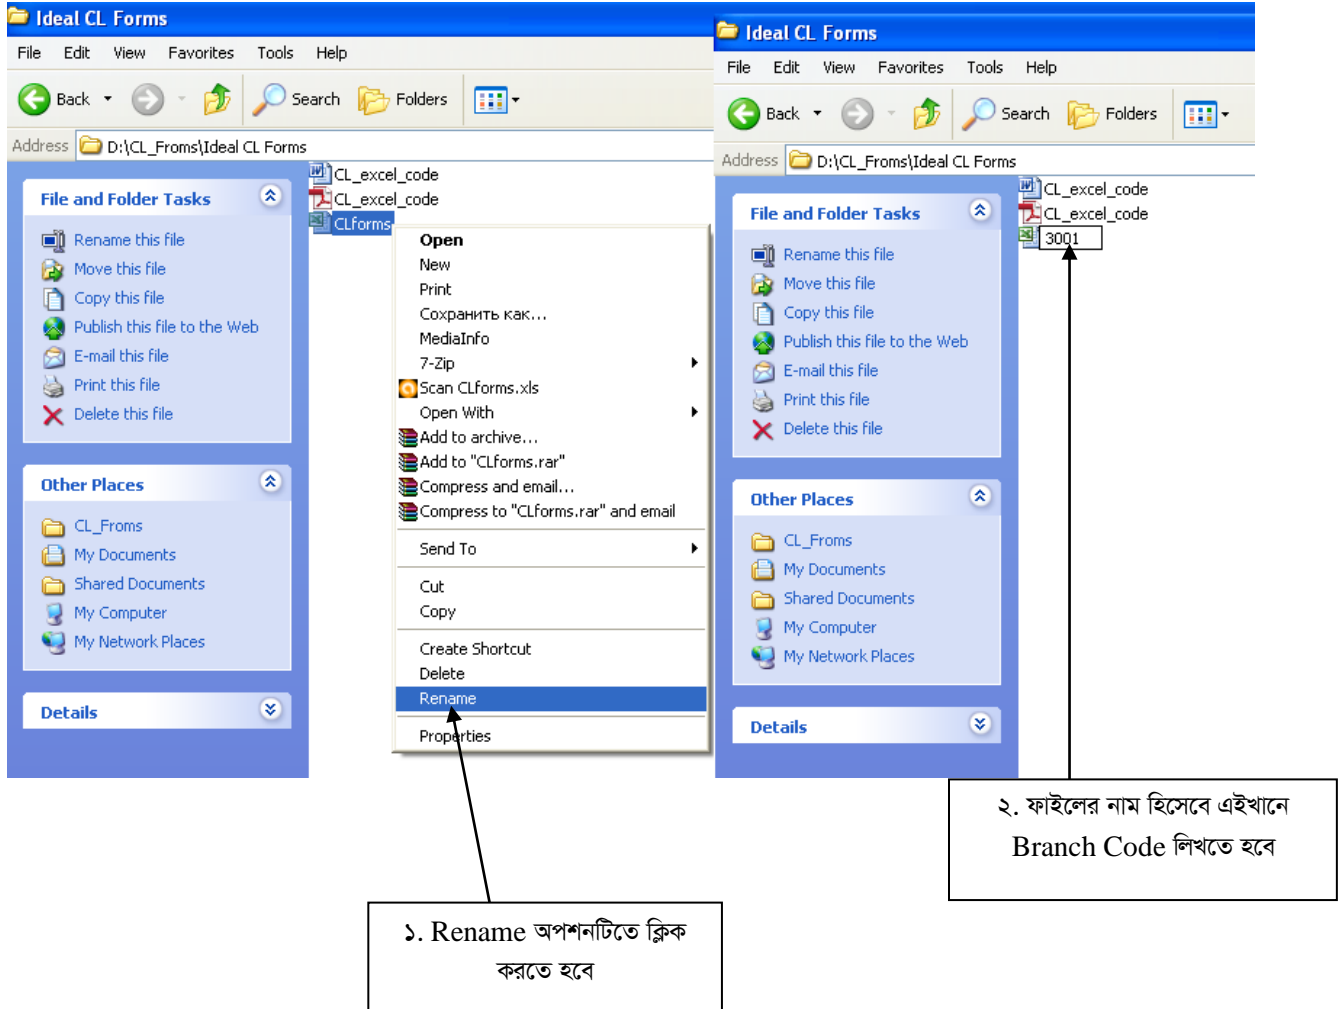 Ideal CL Forms
File Edit View Favorites Tools Help
Back Search Folders
Address D:\CL_Froms\Ideal CL Forms
File and Folder Tasks
Rename this file
Move this file
Copy this file
Publish this file to the Web
E-mail this file
Print this file
Delete this file
Other Places
CL_Froms
My Documents
Shared Documents
My Computer
My Network Places
Details
CL_excel_code
CL_excel_code
CLforms
Open
New
Print
Сохранить как...
MediaInfo
7-Zip
Scan CLforms.xls
Open With
Add to archive...
Add to "CLforms.rar"
Compress and email...
Compress to "CLforms.rar" and email
Send To
Cut
Copy
Create Shortcut
Delete
Rename
Properties
১. Rename অপশনটিতে ক্লিক
করতে হবে
Ideal CL Forms
File Edit View Favorites Tools Help
Back Search Folders
Address D:\CL_Froms\Ideal CL Forms
File and Folder Tasks
Rename this file
Move this file
Copy this file
Publish this file to the Web
E-mail this file
Print this file
Delete this file
Other Places
CL_Froms
My Documents
Shared Documents
My Computer
My Network Places
Details
CL_excel_code
CL_excel_code
3001
২. ফাইলের নাম হিসেবে এইখানে
Branch Code লিখতে হবে